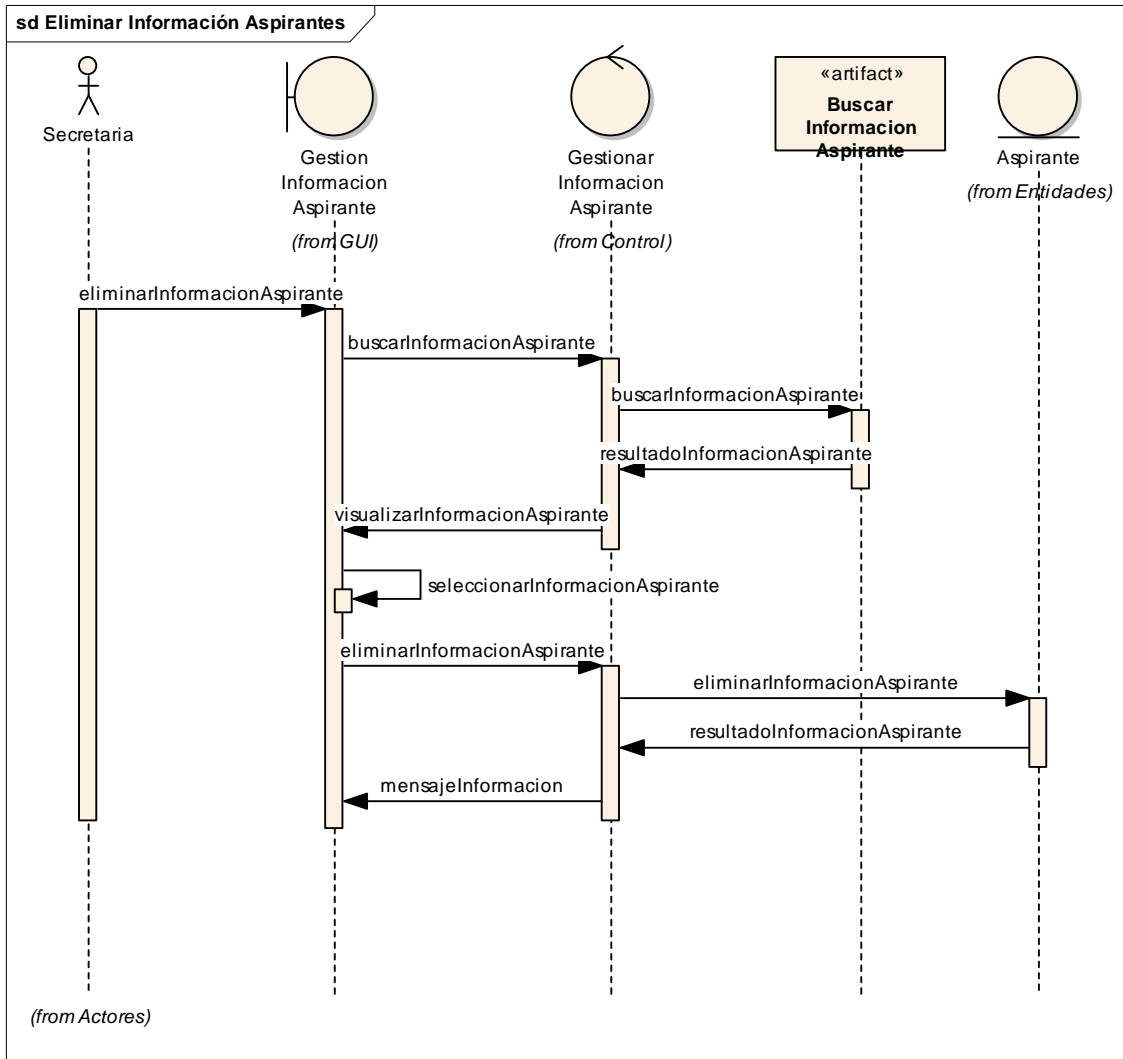 sd Eliminar Información Aspirantes
Secretaria
Gestion
Informacion
Aspirante
(from GUI)
Gestionar
Informacion
Aspirante
(from Control)
«artifact»
Buscar
Informacion
Aspirante
Aspirante
(from Entidades)
eliminarInformacionAspirante
buscarInformacionAspirante
buscarInformacionAspirante
resultadoInformacionAspirante
visualizarInformacionAspirante
seleccionarInformacionAspirante
eliminarInformacionAspirante
eliminarInformacionAspirante
resultadoInformacionAspirante
mensajeInformacion
(from Actores)